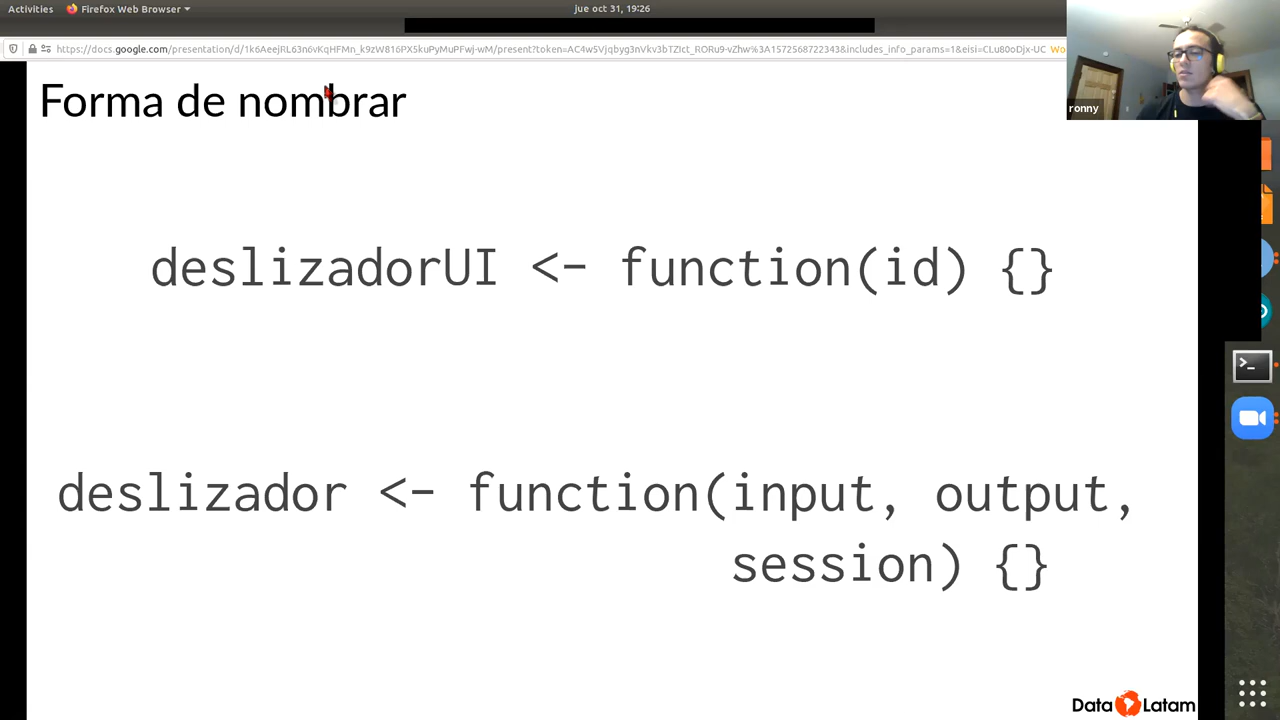 Activities Firefox Web Browser jue oct 31, 19:26
ronny
Forma de nombrar
deslizadorUI <- function(id) {}
deslizador <- function(input, output,
session) {}
Data Latam